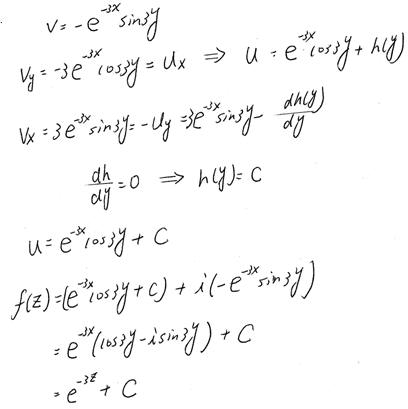 v = -e^{-3x} sin3y
v_y = -3e^{-3x} cos3y = u_x ⇒ u = e^{-3x} cos3y + h(y)
v_x = 3e^{-3x} sin3y = -u_y = 3e^{-3x} sin3y - dh(y)/dy
dh/dy = 0 ⇒ h(y) = C
u = e^{-3x} cos3y + C
f(z) = (e^{-3x} cos3y + C) + i(-e^{-3x} sin3y)
= e^{-3x} (cos3y - i sin3y) + C
= e^{-3z} + C